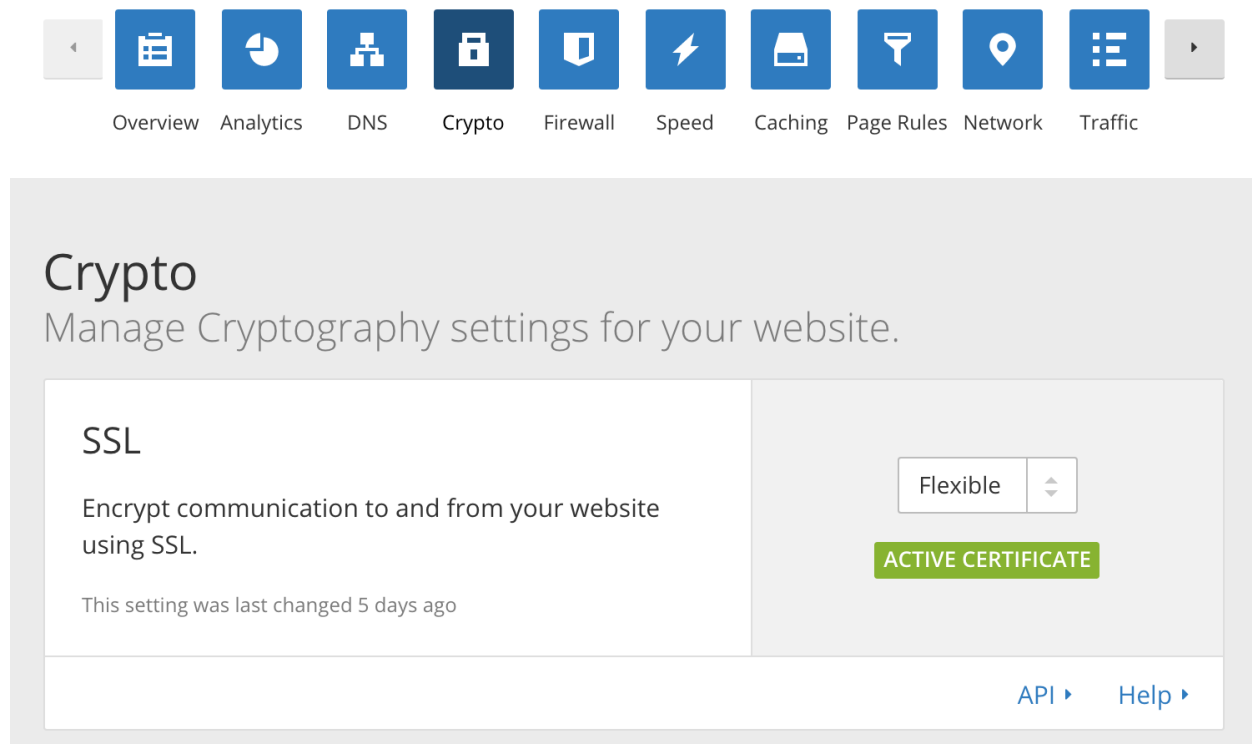 Overview Analytics DNS Crypto Firewall Speed Caching Page Rules Network Traffic
Crypto
Manage Cryptography settings for your website.
SSL
Encrypt communication to and from your website
using SSL.
This setting was last changed 5 days ago
Flexible
ACTIVE CERTIFICATE
API
Help